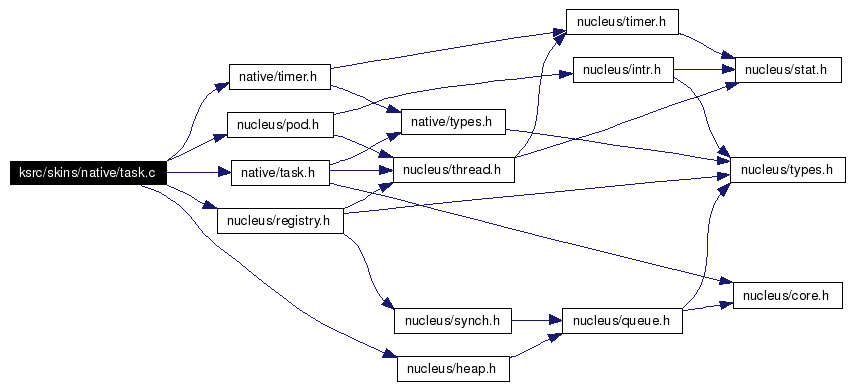 nucleus/timer.h
native/timer.h
nucleus/intr.h
nucleus/stat.h
nucleus/pod.h
native/types.h
ksrc/skins/native/task.c
native/task.h
nucleus/thread.h
nucleus/types.h
nucleus/registry.h
nucleus/core.h
nucleus/synch.h
nucleus/queue.h
nucleus/heap.h